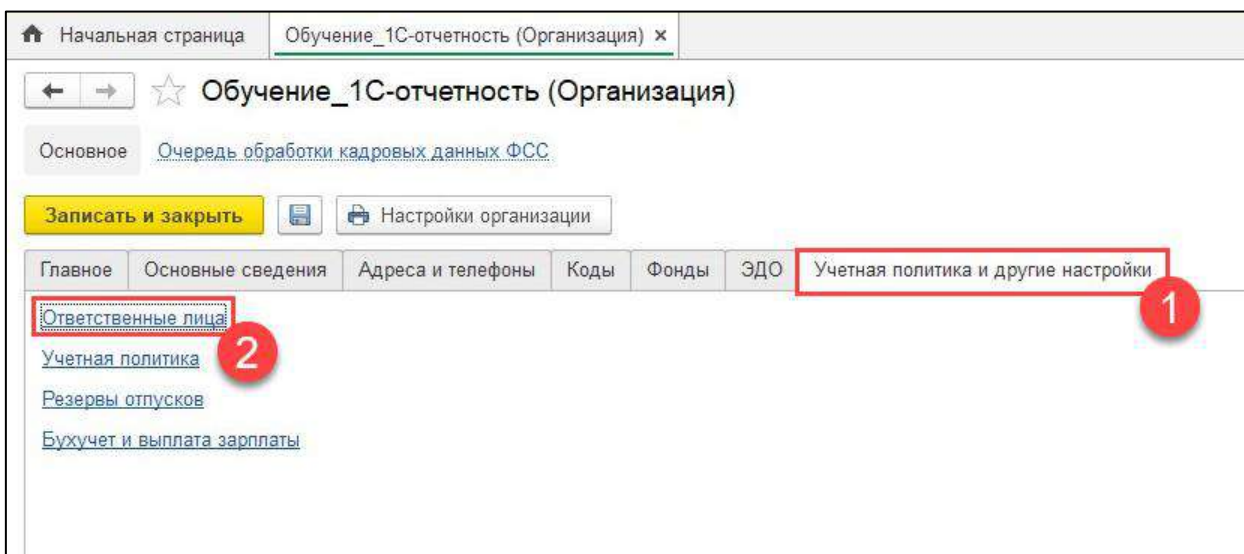 Начальная страница Обучение_1С-отчетность (Организация) ×
Обучение_1С-отчетность (Организация)
Основное Очередь обработки кадровых данных ФСС
Записать и закрыть Настройки организации
Главное Основные сведения Адреса и телефоны Коды Фонды ЭДО Учетная политика и другие настройки
1
Ответственные лица
2
Учетная политика
Резервы отпусков
Бухучет и выплата зарплаты